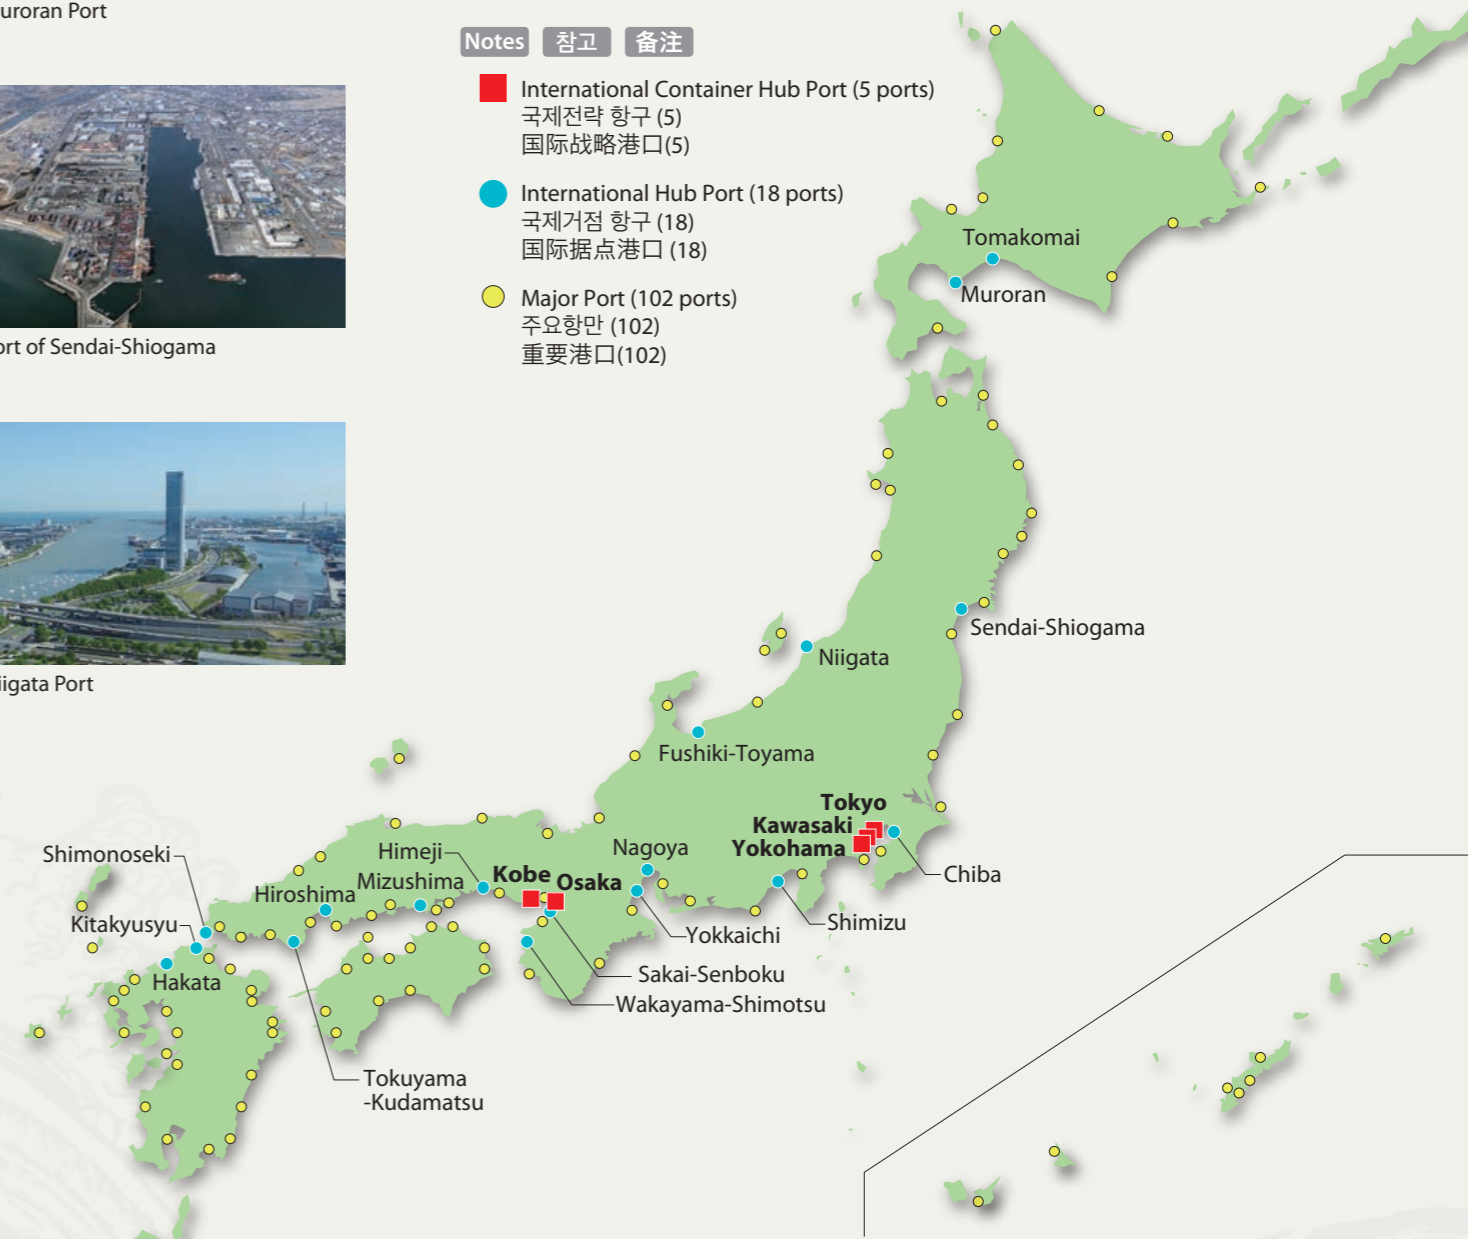 uroran Port
ort of Sendai-Shiogama
iigata Port
Notes 참고 备注
International Container Hub Port (5 ports)
국제전략 항구 (5)
国际战略港口(5)
International Hub Port (18 ports)
국제거점 항구 (18)
国际据点港口 (18)
Major Port (102 ports)
주요항만 (102)
重要港口(102)
Tomakomai
Muroran
Sendai-Shiogama
Niigata
Fushiki-Toyama
Tokyo
Kawasaki
Yokohama
Chiba
Shimizu
Nagoya
Yokkaichi
Kobe
Osaka
Sakai-Senboku
Wakayama-Shimotsu
Himeji
Mizushima
Hiroshima
Shimonoseki
Kitakyusyu
Hakata
Tokuyama
-Kudamatsu